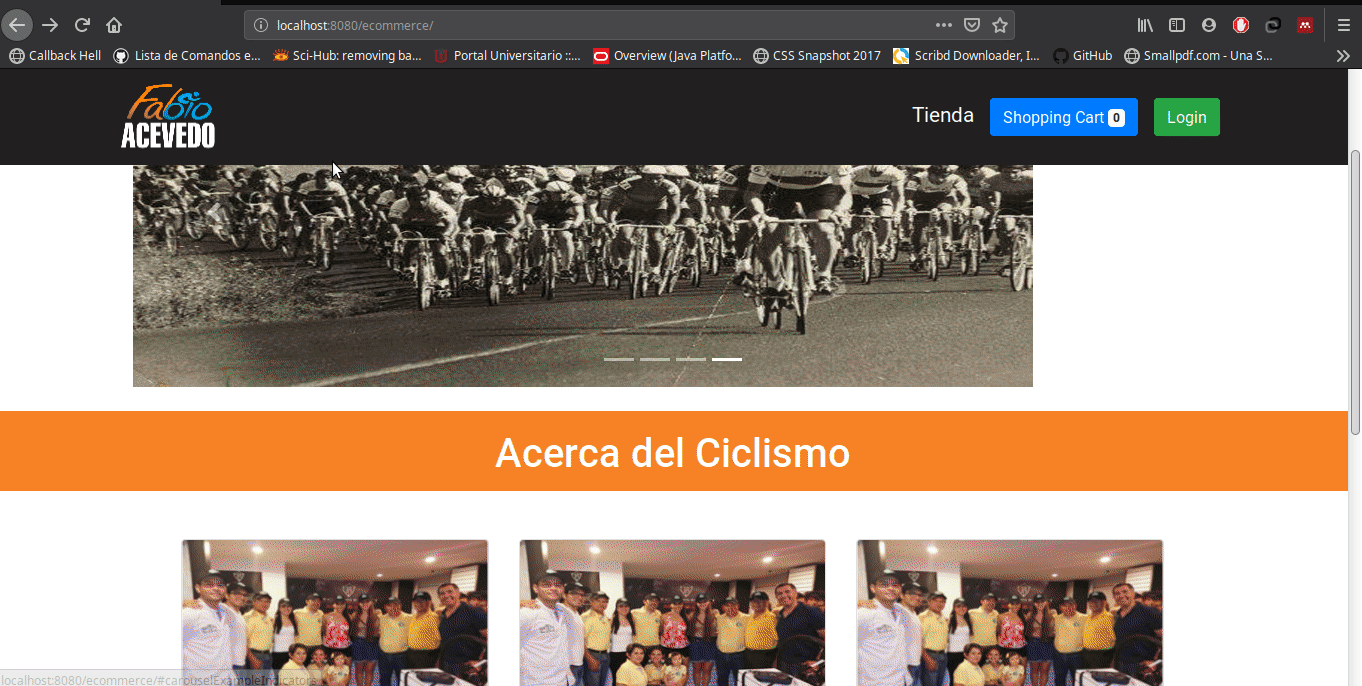 localhost:8080/ecommerce/
Callback Hell
Lista de Comandos e...
Sci-Hub: removing ba...
Portal Universitario ::...
Overview (Java Platfo...
CSS Snapshot 2017
Scribd Downloader, I...
GitHub
Smallpdf.com - Una S...
Fabio
ACEVEDO
Tienda
Shopping Cart 0
Login
Acerca del Ciclismo
localhost:8080/ecommerce/#carouselExampleIndicators